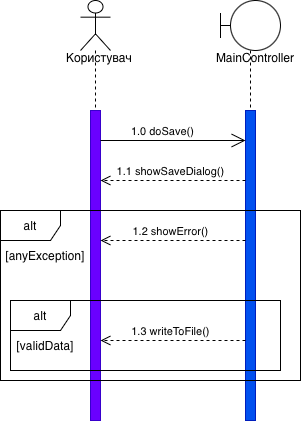 Користувач
MainController
1.0 doSave()
1.1 showSaveDialog()
alt
1.2 showError()
[anyException]
alt
1.3 writeToFile()
[validData]